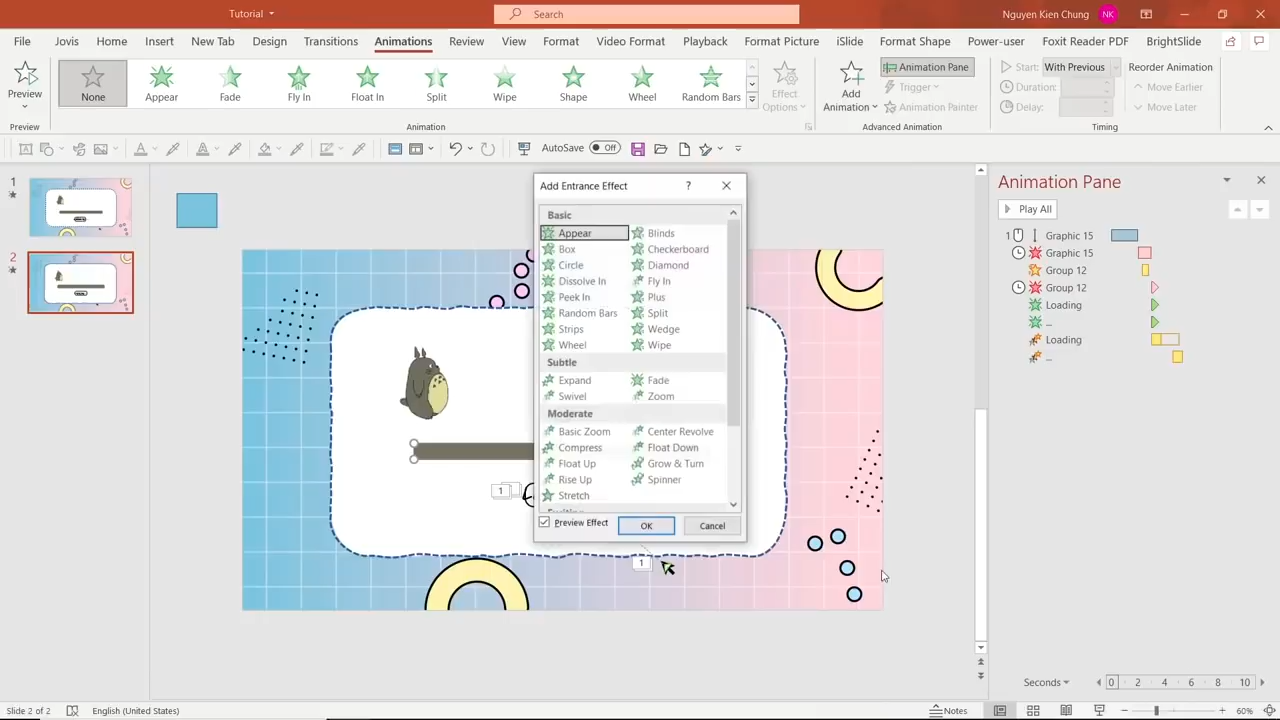 Tutorial
Search
Nguyen Kien Chung
NK
File Jovis Home Insert New Tab Design Transitions Animations Review View Format Video Format Playback Format Picture iSlide Format Shape Power-user Foxit Reader PDF BrightSlide
Preview
None Appear Fade Fly In Float In Split Wipe Shape Wheel Random Bars
Effect
Options
Add
Animation
Animation Pane
Trigger
Animation Painter
Start: With Previous
Duration:
Delay:
Reorder Animation
Move Earlier
Move Later
Preview
Animation
Advanced Animation
Timing
AutoSave Off
1
2
Add Entrance Effect ?
Basic
Appear Blinds
Box Checkerboard
Circle Diamond
Dissolve In Fly In
Peek In Plus
Random Bars Split
Strips Wedge
Wheel Wipe
Subtle
Expand Fade
Swivel Zoom
Moderate
Basic Zoom Center Revolve
Compress Float Down
Float Up Grow & Turn
Rise Up Spinner
Stretch
Preview Effect OK Cancel
1
1
Animation Pane
Play All
1 Graphic 15
Graphic 15
Group 12
Group 12
Loading
...
Loading
...
Seconds 0 2 4 6 8 10
Slide 2 of 2 English (United States) Notes 60%